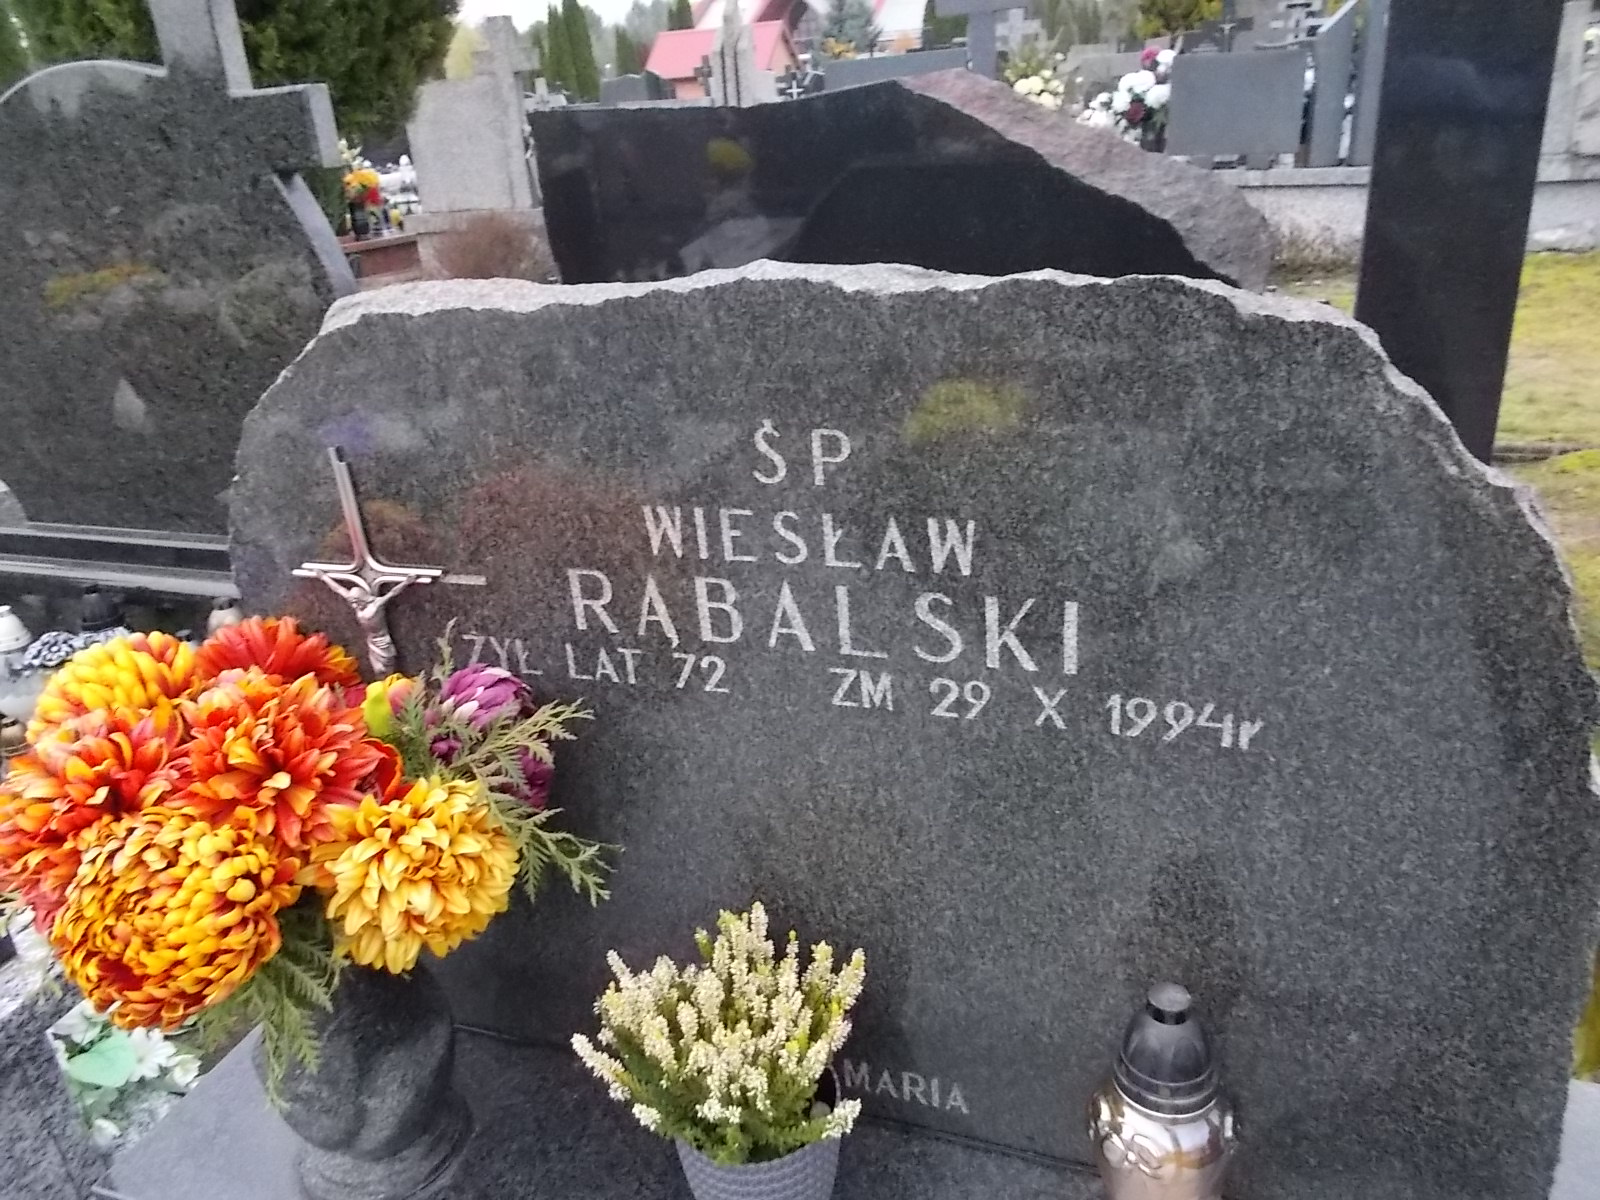 ŚP
WIESŁAW
RĄBALSKI
ŻYŁ LAT 72 ZM 29 X 1994r
MARIA